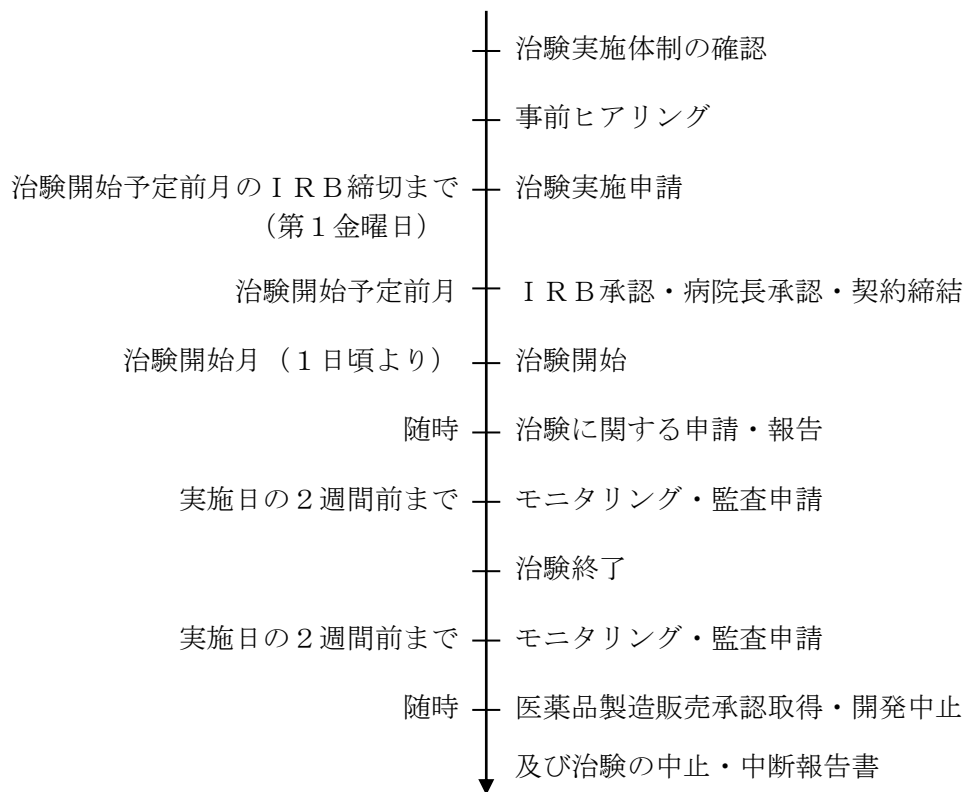 治験実施体制の確認
事前ヒアリング
治験開始予定前月のＩＲＢ締切まで 治験実施申請
（第１金曜日）
治験開始予定前月 ＩＲＢ承認・病院長承認・契約締結
治験開始月（１日頃より） 治験開始
随時 治験に関する申請・報告
実施日の２週間前まで モニタリング・監査申請
治験終了
実施日の２週間前まで モニタリング・監査申請
随時 医薬品製造販売承認取得・開発中止
及び治験の中止・中断報告書